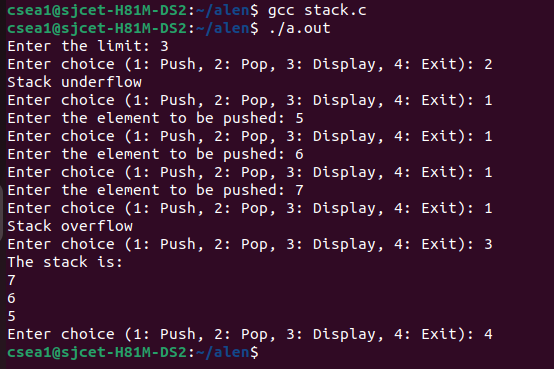 csea1@sjcet-H81M-DS2:~/alen$ gcc stack.c
csea1@sjcet-H81M-DS2:~/alen$ ./a.out
Enter the limit: 3
Enter choice (1: Push, 2: Pop, 3: Display, 4: Exit): 2
Stack underflow
Enter choice (1: Push, 2: Pop, 3: Display, 4: Exit): 1
Enter the element to be pushed: 5
Enter choice (1: Push, 2: Pop, 3: Display, 4: Exit): 1
Enter the element to be pushed: 6
Enter choice (1: Push, 2: Pop, 3: Display, 4: Exit): 1
Enter the element to be pushed: 7
Enter choice (1: Push, 2: Pop, 3: Display, 4: Exit): 1
Stack overflow
Enter choice (1: Push, 2: Pop, 3: Display, 4: Exit): 3
The stack is:
7
6
5
Enter choice (1: Push, 2: Pop, 3: Display, 4: Exit): 4
csea1@sjcet-H81M-DS2:~/alen$